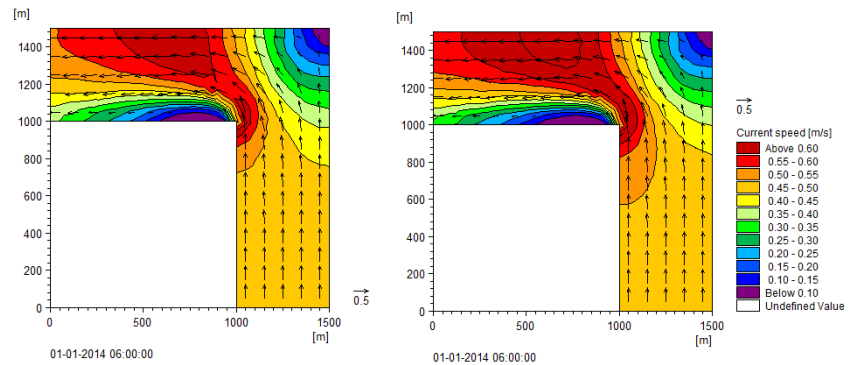 [m]
1400
1200
1000
800
600
400
200
0
0
500
1000
1500
[m]
0.5
01-01-2014 06:00:00
[m]
1400
1200
1000
800
600
400
200
0
0
500
1000
1500
[m]
01-01-2014 06:00:00
0.5
Current speed [m/s]
Above 0.60
0.55 - 0.60
0.50 - 0.55
0.45 - 0.50
0.40 - 0.45
0.35 - 0.40
0.30 - 0.35
0.25 - 0.30
0.20 - 0.25
0.15 - 0.20
0.10 - 0.15
Below 0.10
Undefined Value